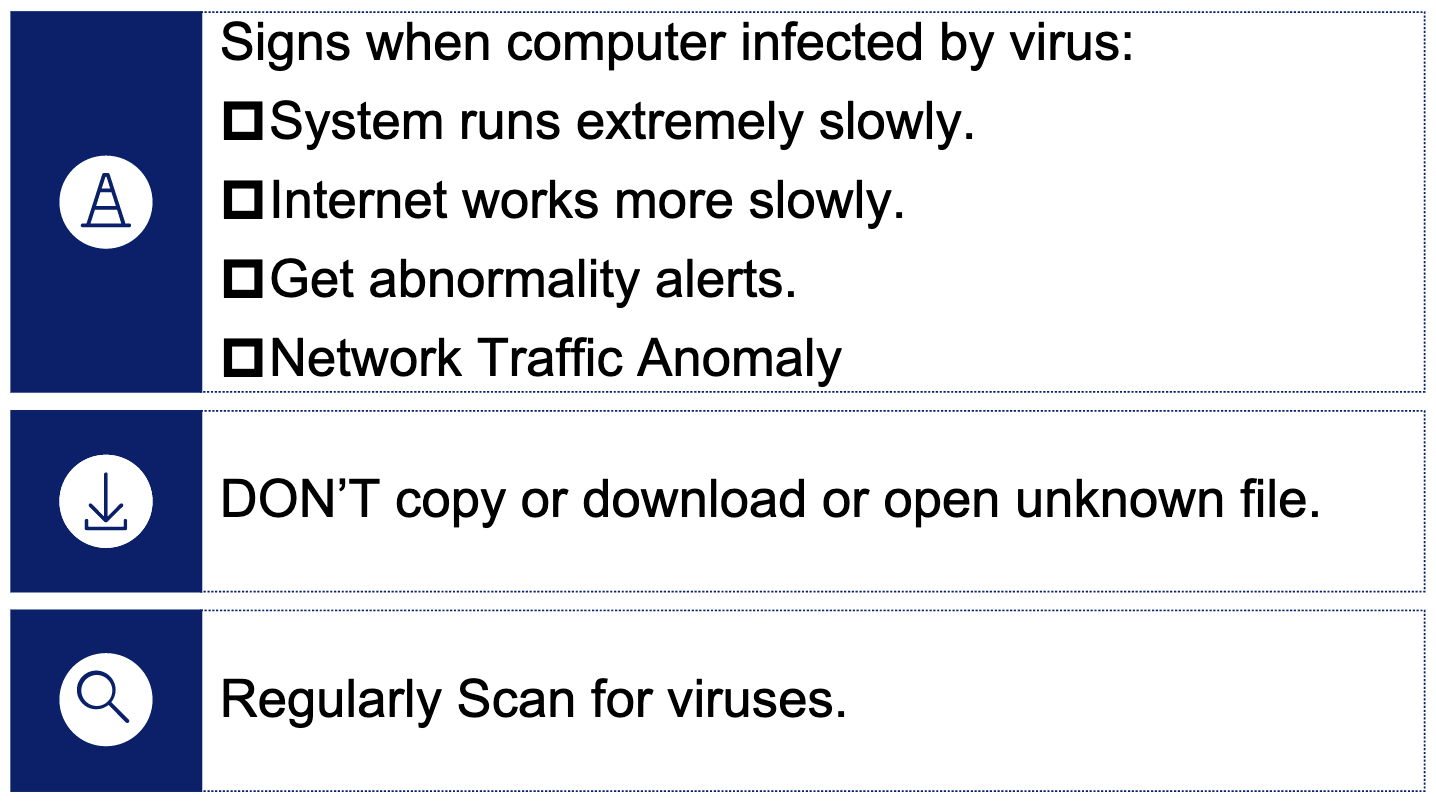 Signs when computer infected by virus:
System runs extremely slowly.
Internet works more slowly.
Get abnormality alerts.
Network Traffic Anomaly
DON’T copy or download or open unknown file.
Regularly Scan for viruses.